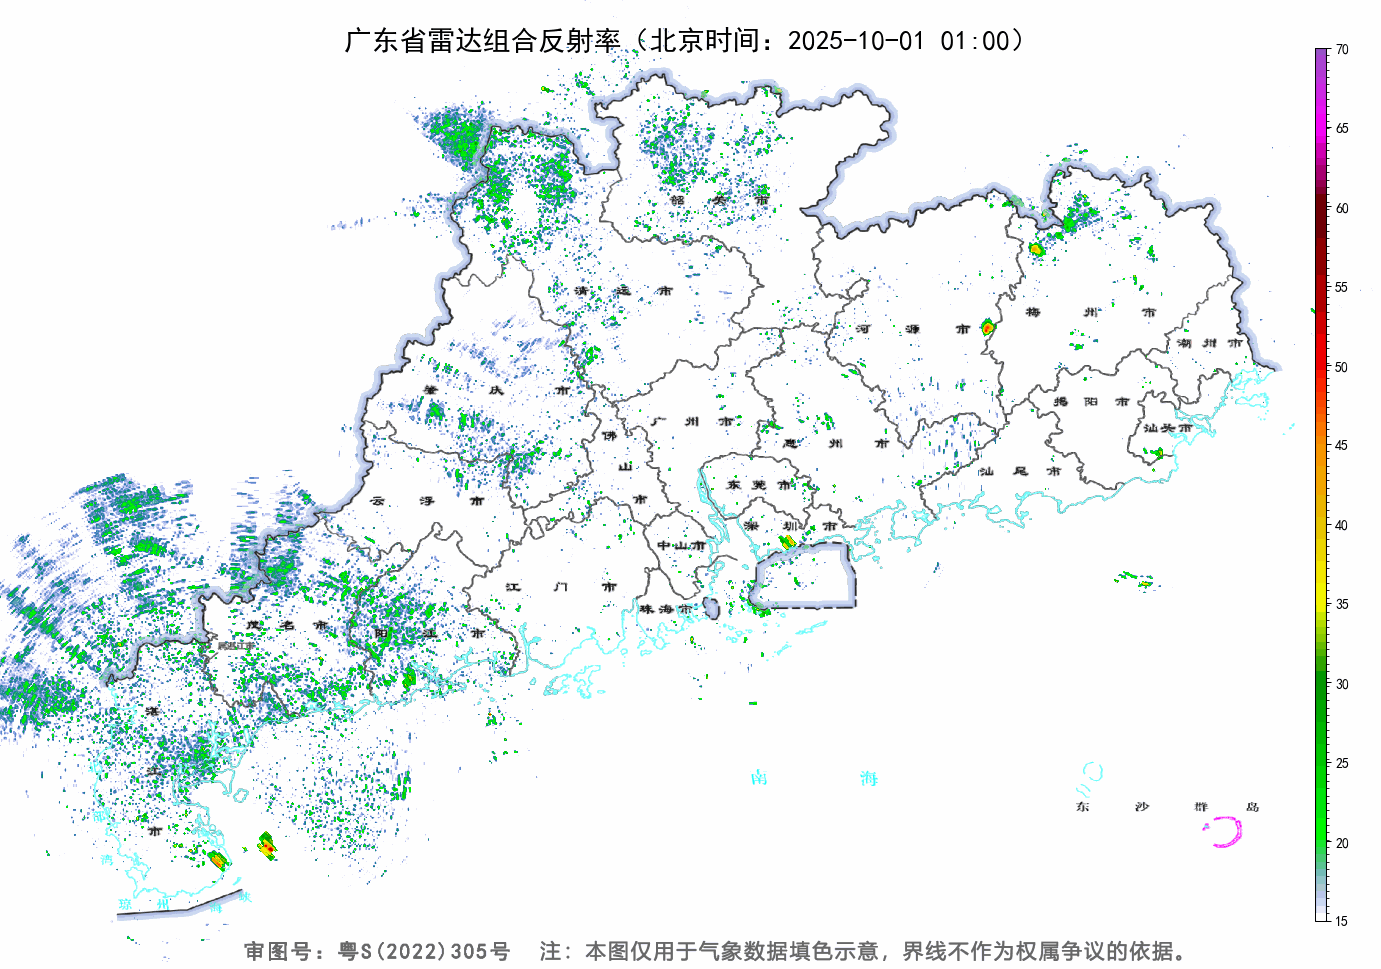 广东省雷达组合反射率（北京时间：2025-10-01 01:00）
70
65
60
55
50
45
40
35
30
25
20
15
韶 关 市
清 远 市
河 源 市
梅 州 市
潮 州 市
肇 庆 市
广 州 市
佛 山 市
惠 州 市
揭 阳 市
汕头市
汕 尾 市
云 浮 市
东 莞 市
深 圳 市
中山市
江 门 市
珠海市
茂 名 市
阳 江 市
湛 江 市
南 海
东 沙 群 岛
琼 州 海 峡
审图号：粤S(2022)305号 注：本图仅用于气象数据填色示意，界线不作为权属争议的依据。